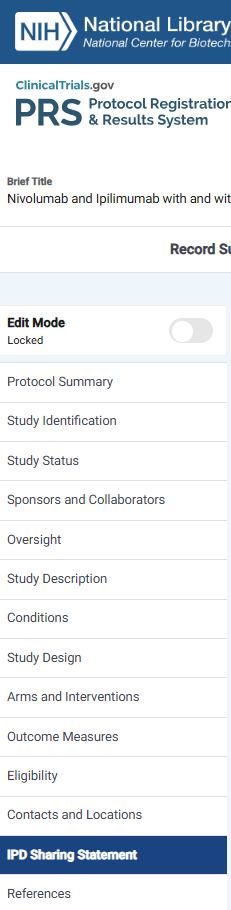 NIH
National Library
National Center for Biotech
ClinicalTrials.gov
PRS
Protocol Registration
& Results System
Brief Title
Nivolumab and Ipilimumab with and wit
Record Su
Edit Mode
Locked
Protocol Summary
Study Identification
Study Status
Sponsors and Collaborators
Oversight
Study Description
Conditions
Study Design
Arms and Interventions
Outcome Measures
Eligibility
Contacts and Locations
IPD Sharing Statement
References